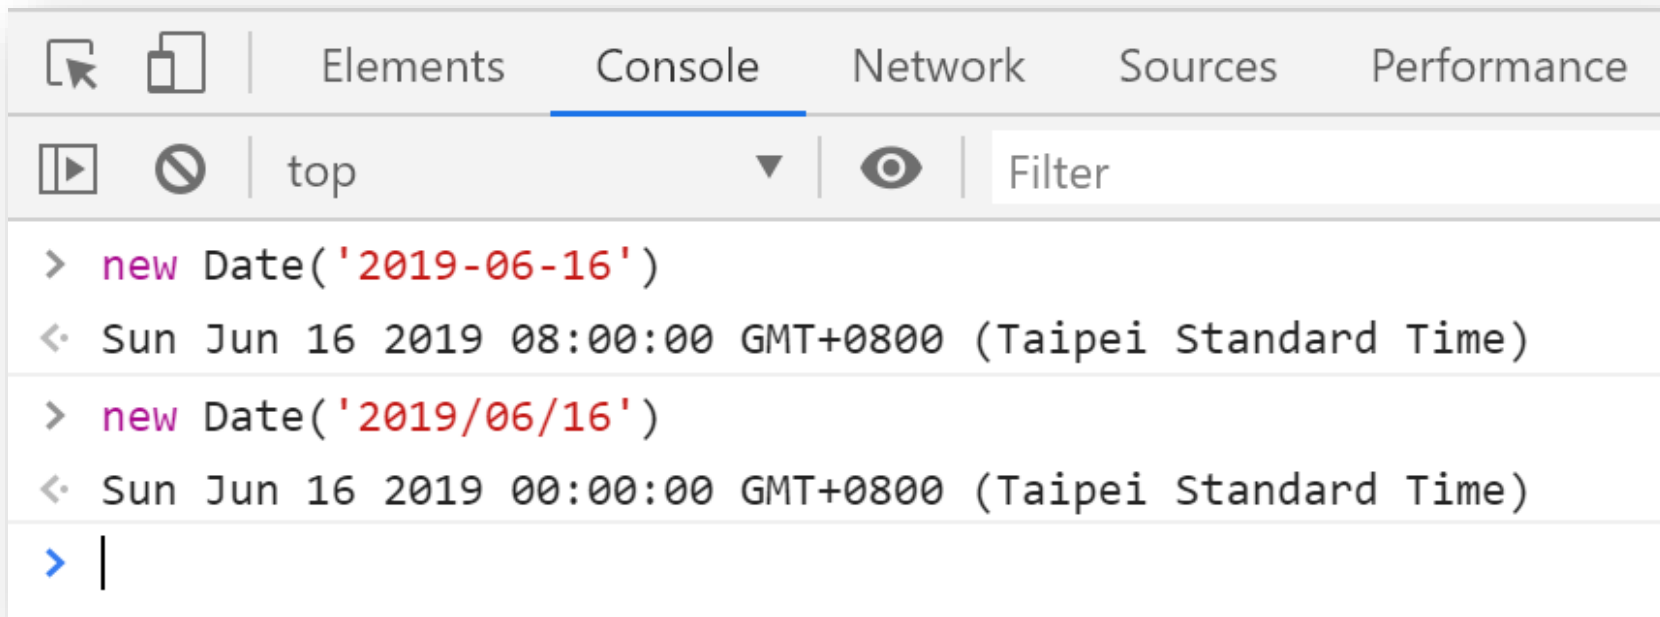 Elements Console Network Sources Performance
top Filter
> new Date('2019-06-16')
Sun Jun 16 2019 08:00:00 GMT+0800 (Taipei Standard Time)
> new Date('2019/06/16')
Sun Jun 16 2019 00:00:00 GMT+0800 (Taipei Standard Time)
>